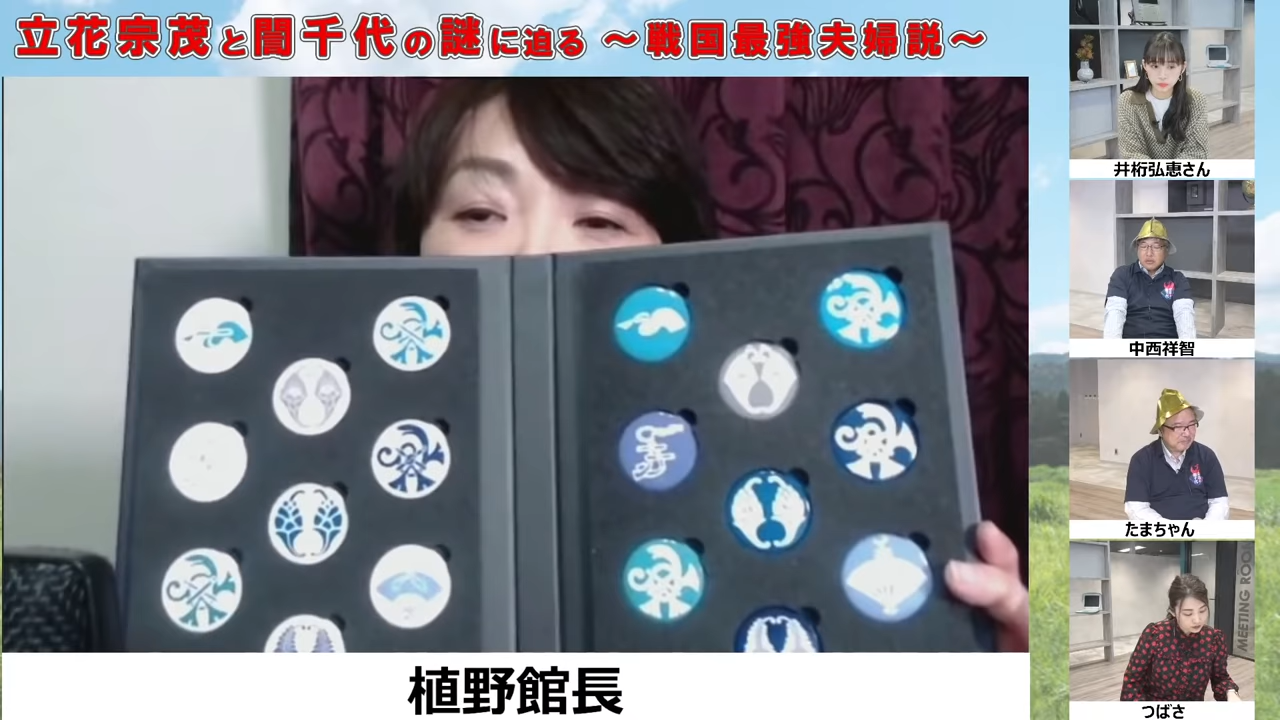 立花宗茂と誾千代の謎に迫る ～戦国最強夫婦説～
植野館長
井桁弘恵さん
中西祥智
たまちゃん
つばさ
MEETING ROO